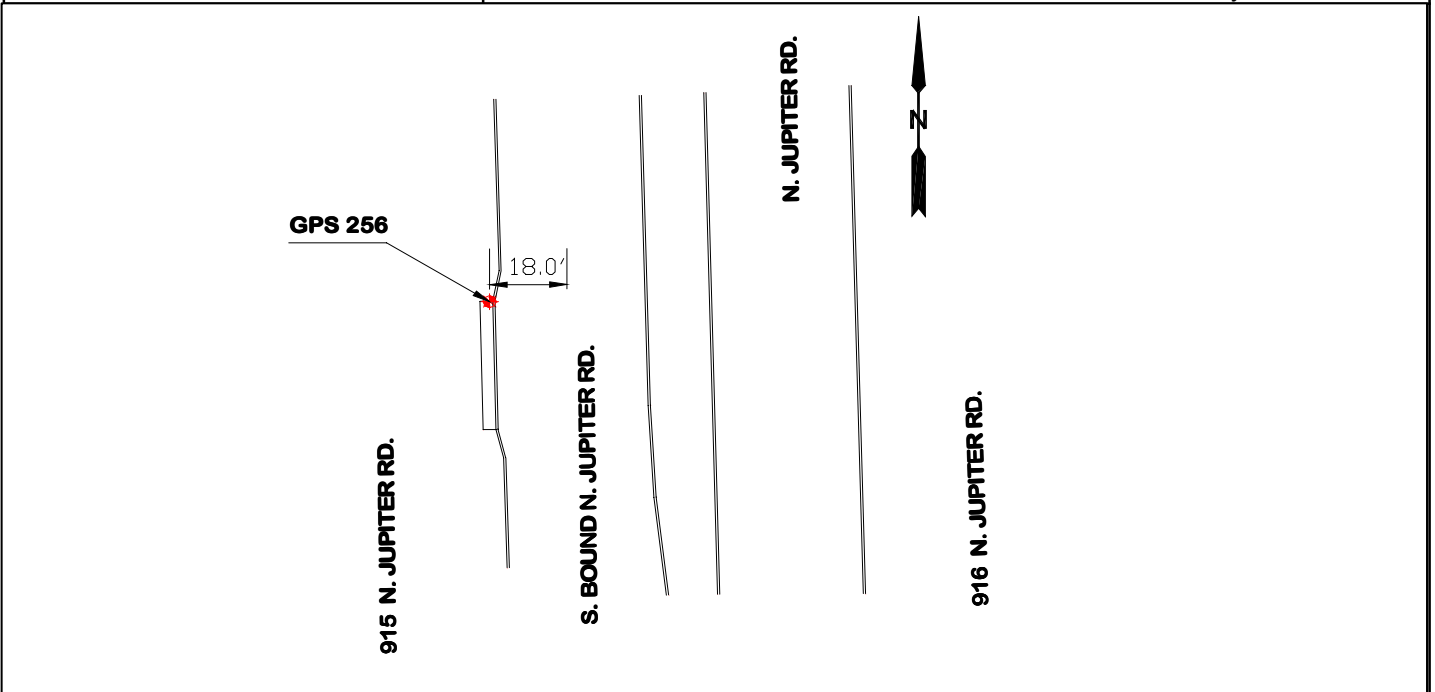 N. JUPITER RD.
N
GPS 256
18.0'
S. BOUND N. JUPITER RD.
915 N. JUPITER RD.
916 N. JUPITER RD.